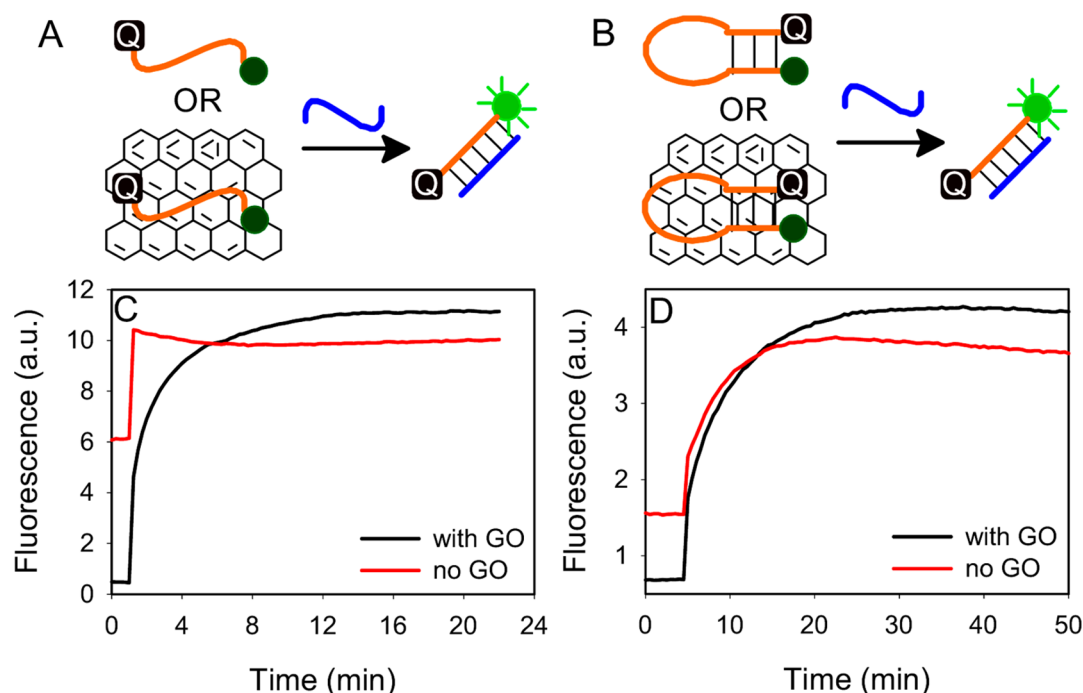 A
Q
OR
Q
Q
B
Q
OR
Q
Q
C
Fluorescence (a.u.)
12
10
8
6
4
2
0
with GO
no GO
0 4 8 12 16 20 24
Time (min)
D
Fluorescence (a.u.)
4
3
2
1
with GO
no GO
0 10 20 30 40 50
Time (min)